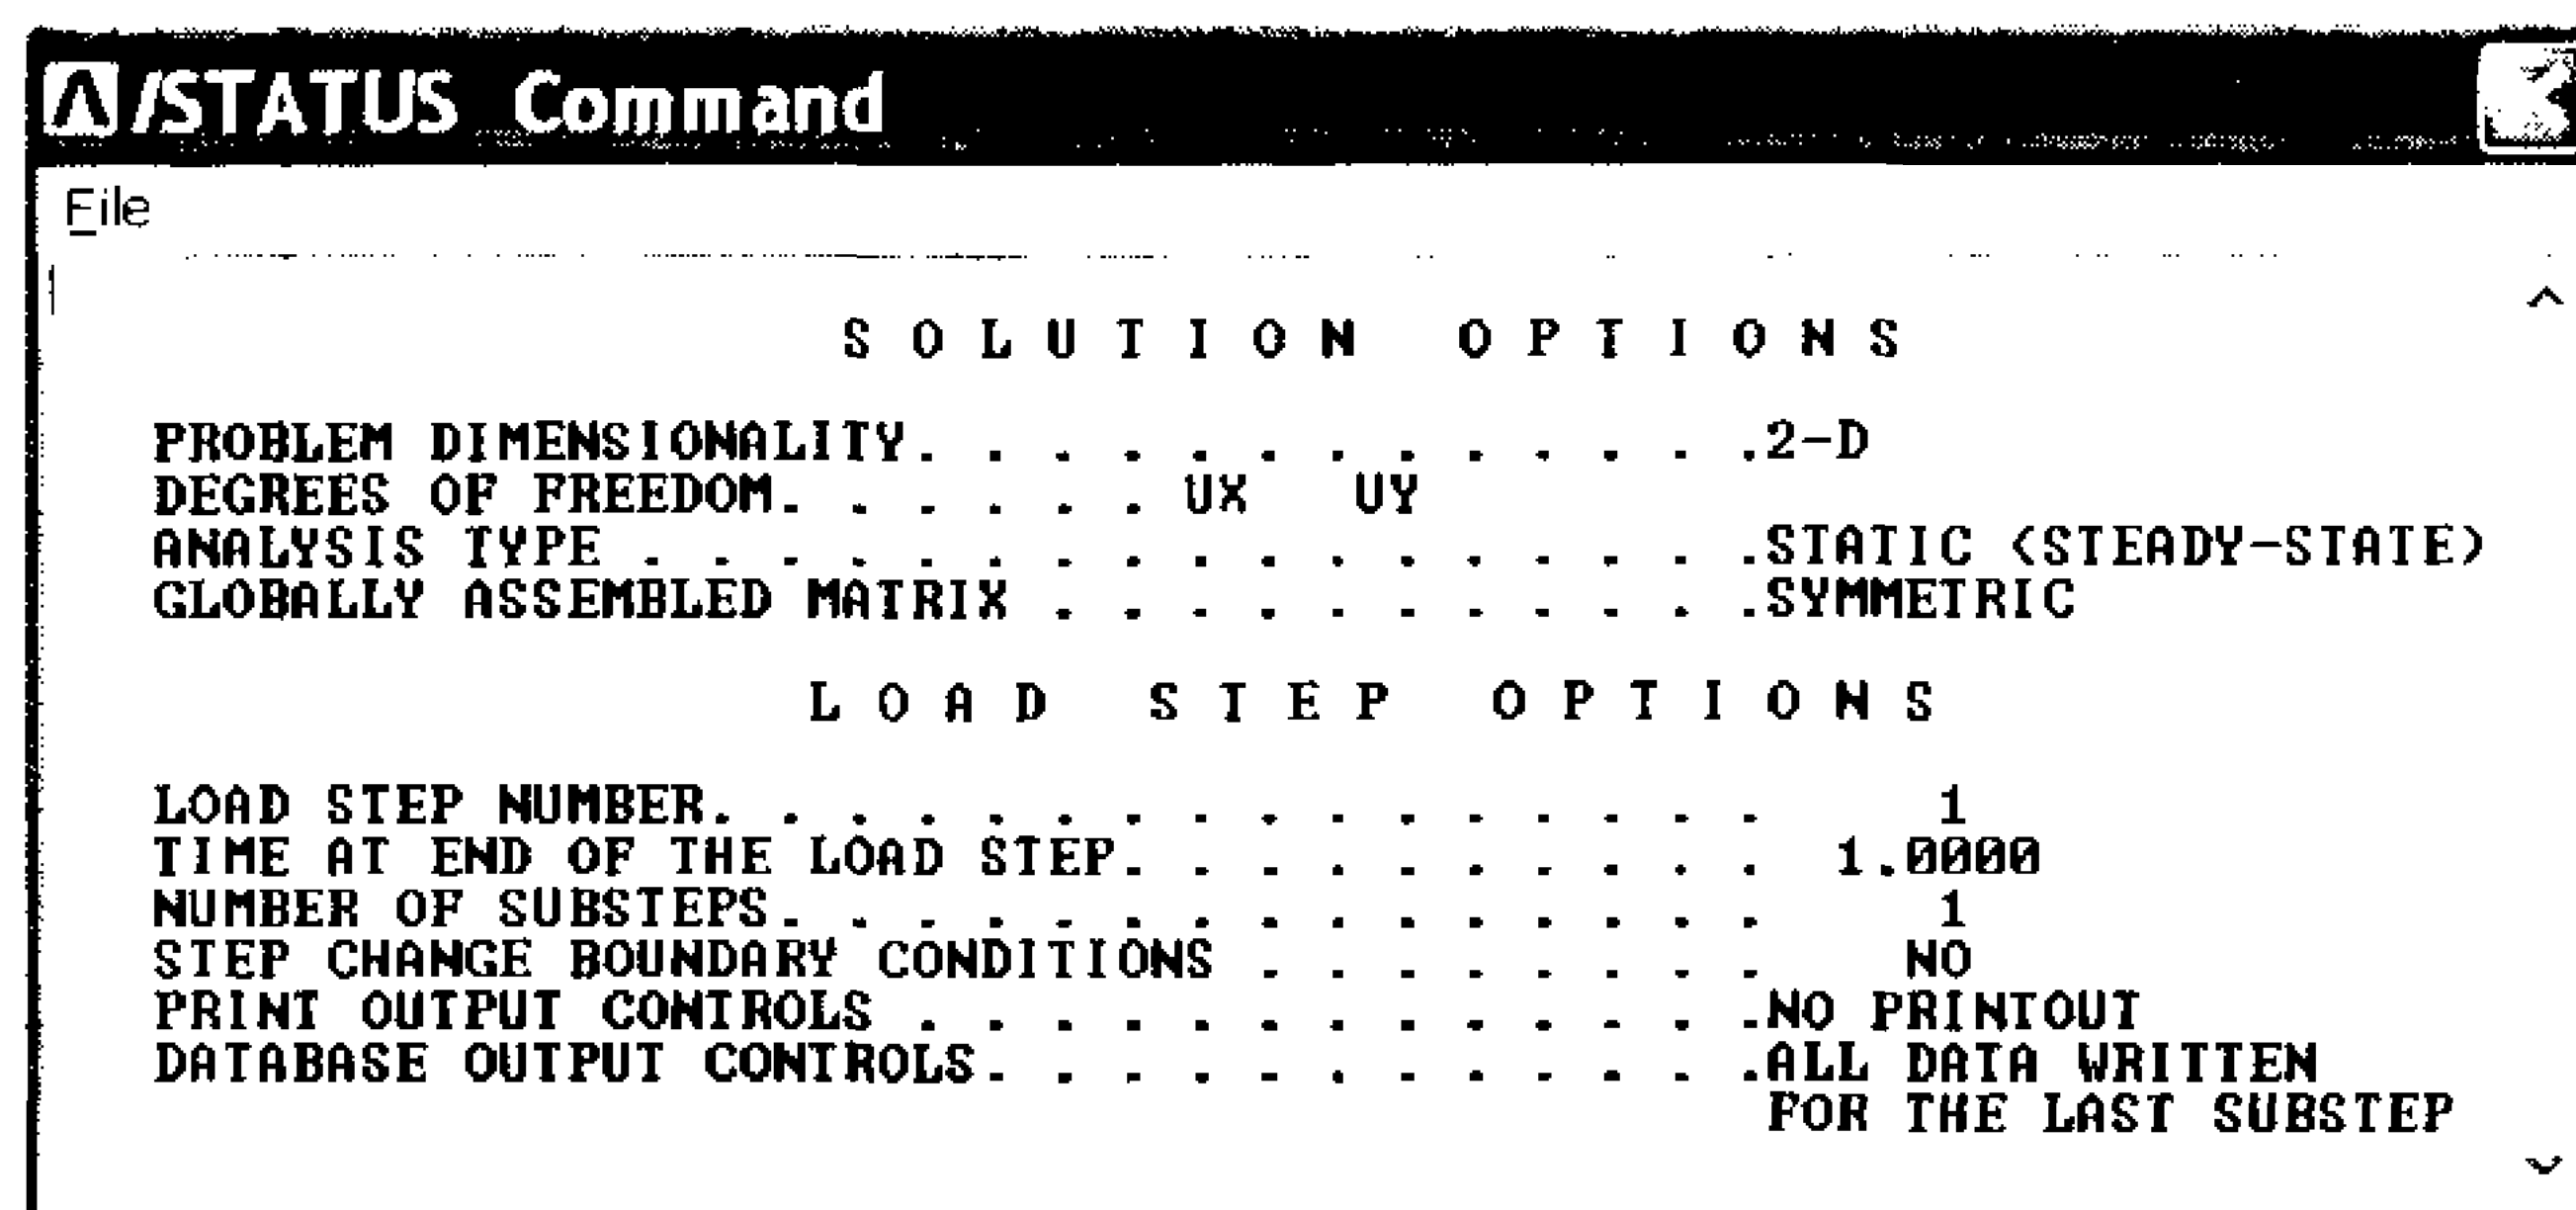 /STATUS Command
File
S O L U T I O N   O P T I O N S
PROBLEM DIMENSIONALITY. . . . . . . . . . . . .2-D
DEGREES OF FREEDOM. . . . . . UX   UY
ANALYSIS TYPE . . . . . . . . . . . . . . . . .STATIC (STEADY-STATE)
GLOBALLY ASSEMBLED MATRIX . . . . . . . . . . .SYMMETRIC
L O A D   S T E P   O P T I O N S
LOAD STEP NUMBER. . . . . . . . . . . . . . . .     1
TIME AT END OF THE LOAD STEP. . . . . . . . . .  1.0000
NUMBER OF SUBSTEPS. . . . . . . . . . . . . . .     1
STEP CHANGE BOUNDARY CONDITIONS . . . . . . . .    NO
PRINT OUTPUT CONTROLS . . . . . . . . . . . . .NO PRINTOUT
DATABASE OUTPUT CONTROLS. . . . . . . . . . . .ALL DATA WRITTEN
FOR THE LAST SUBSTEP